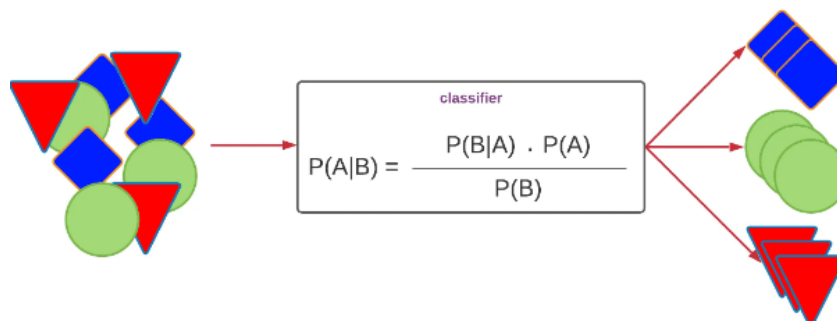 classifier
P(A|B) = P(B|A) . P(A)
P(B)